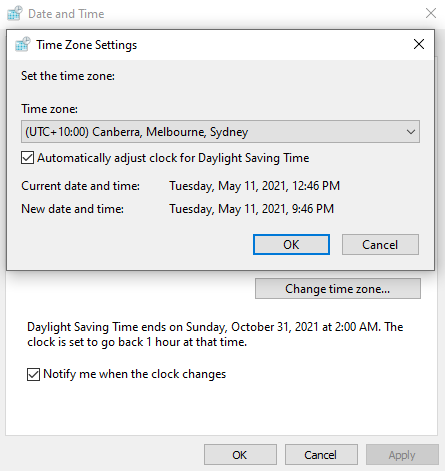 Date and Time
Time Zone Settings
Set the time zone:
Time zone:
(UTC+10:00) Canberra, Melbourne, Sydney
Automatically adjust clock for Daylight Saving Time
Current date and time: Tuesday, May 11, 2021, 12:46 PM
New date and time: Tuesday, May 11, 2021, 9:46 PM
OK Cancel
Change time zone...
Daylight Saving Time ends on Sunday, October 31, 2021 at 2:00 AM. The
clock is set to go back 1 hour at that time.
Notify me when the clock changes
OK Cancel Apply